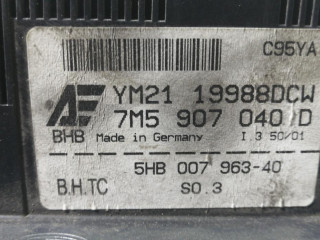 C95YA
YM21 19988DCW
7M5 907 040 D
BHB Made in Germany I.3 50/01
5HB 007 963-40
B.H.TC SO.3